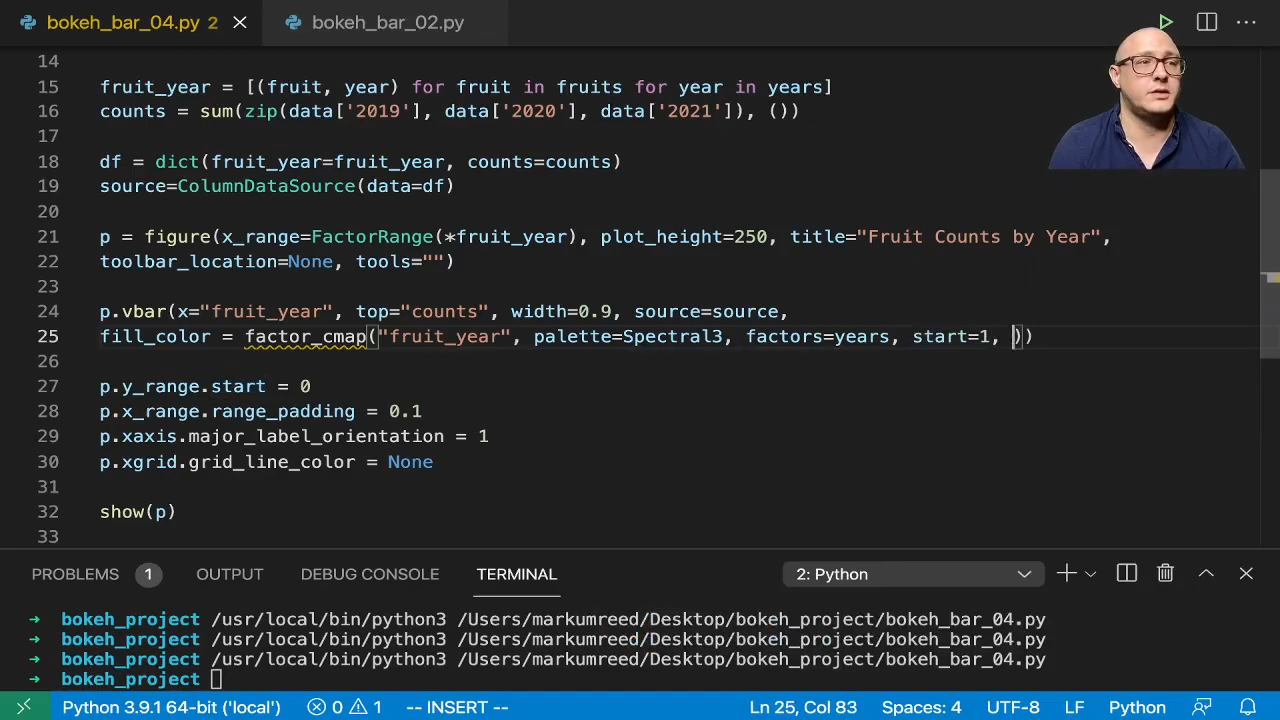 bokeh_bar_04.py 2 bokeh_bar_02.py
14
15 fruit_year = [(fruit, year) for fruit in fruits for year in years]
16 counts = sum(zip(data['2019'], data['2020'], data['2021']), ())
17
18 df = dict(fruit_year=fruit_year, counts=counts)
19 source=ColumnDataSource(data=df)
20
21 p = figure(x_range=FactorRange(*fruit_year), plot_height=250, title="Fruit Counts by Year",
22 toolbar_location=None, tools="")
23
24 p.vbar(x="fruit_year", top="counts", width=0.9, source=source,
25 fill_color = factor_cmap("fruit_year", palette=Spectral3, factors=years, start=1, ))
26
27 p.y_range.start = 0
28 p.x_range.range_padding = 0.1
29 p.xaxis.major_label_orientation = 1
30 p.xgrid.grid_line_color = None
31
32 show(p)
33
PROBLEMS 1 OUTPUT DEBUG CONSOLE TERMINAL 2: Python
→ bokeh_project /usr/local/bin/python3 /Users/markumreed/Desktop/bokeh_project/bokeh_bar_04.py
→ bokeh_project /usr/local/bin/python3 /Users/markumreed/Desktop/bokeh_project/bokeh_bar_04.py
→ bokeh_project /usr/local/bin/python3 /Users/markumreed/Desktop/bokeh_project/bokeh_bar_04.py
→ bokeh_project
Python 3.9.1 64-bit ('local') 0 1 -- INSERT -- Ln 25, Col 83 Spaces: 4 UTF-8 LF Python